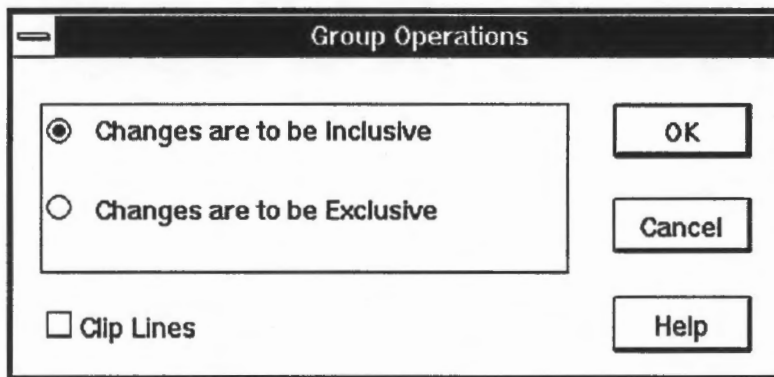 Group Operations
Changes are to be Inclusive
OK
Changes are to be Exclusive
Cancel
Clip Lines
Help